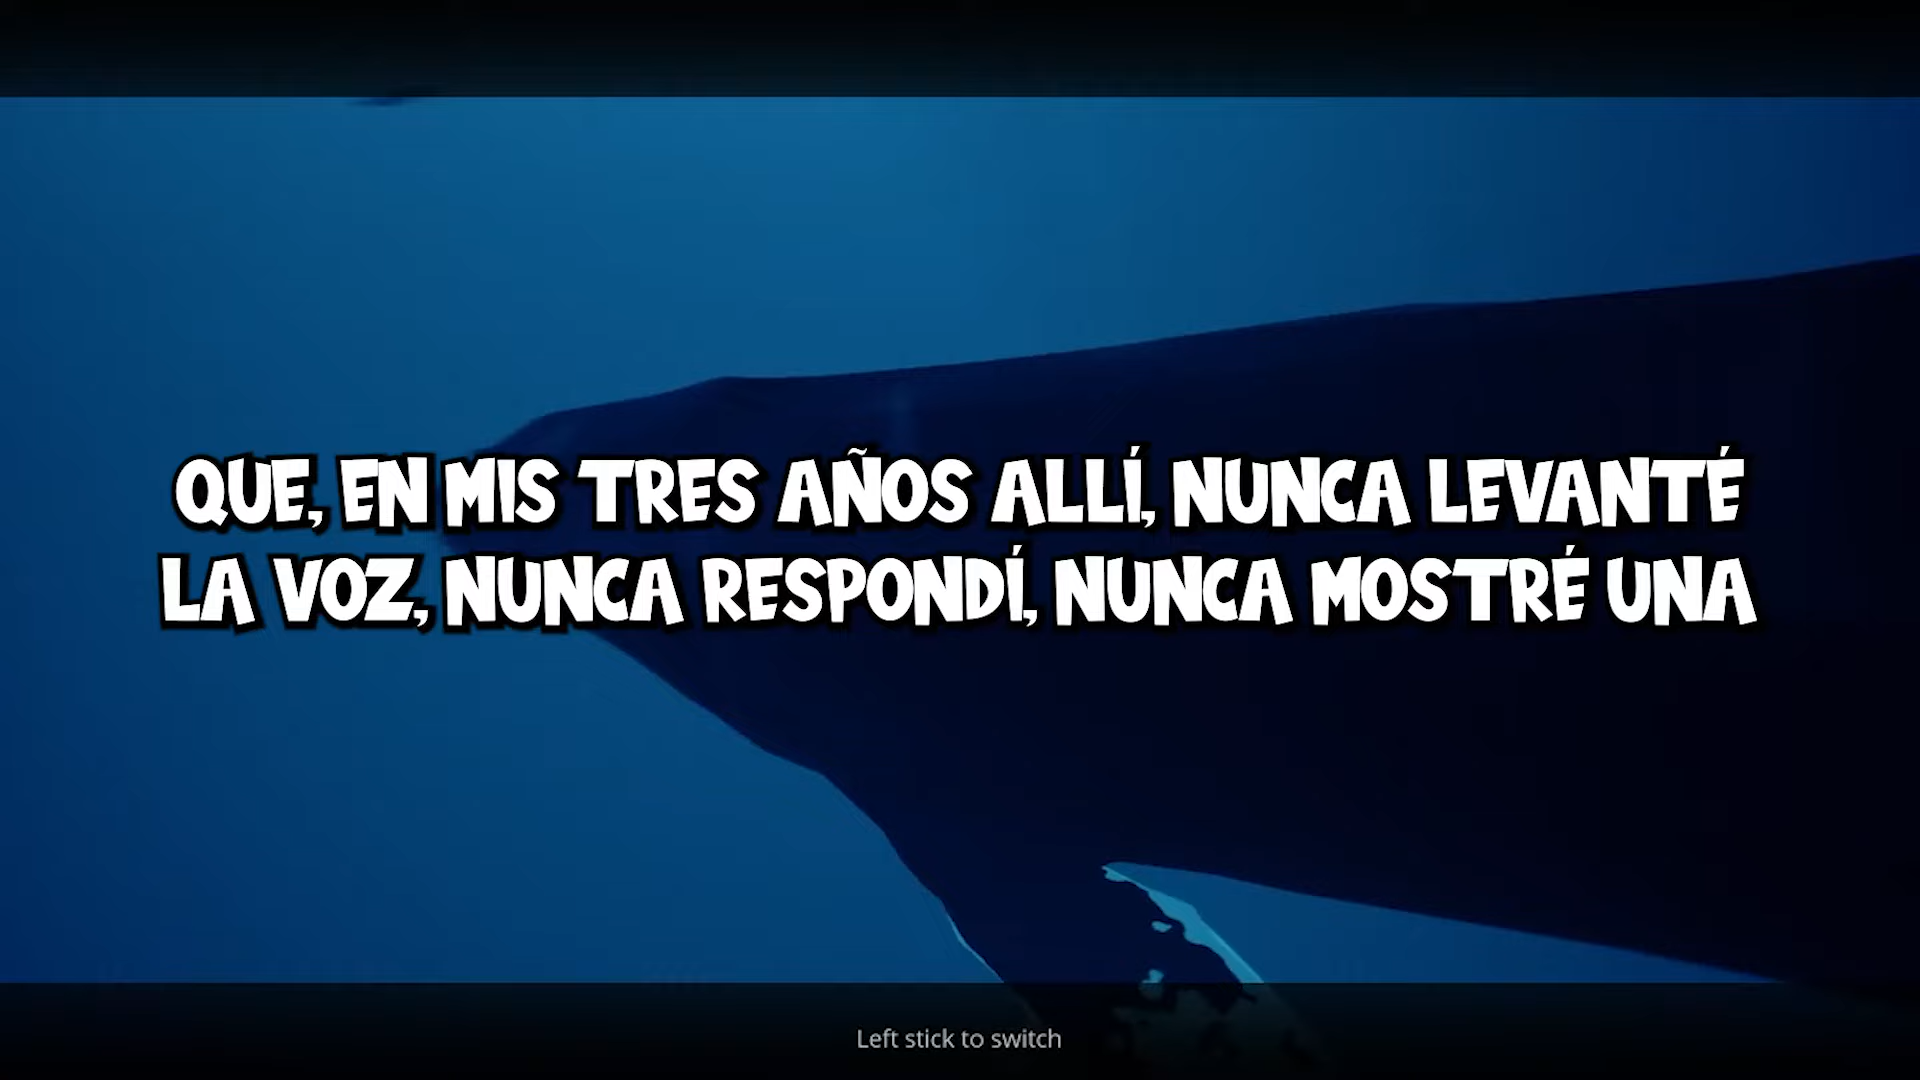 QUE, EN MIS TRES AÑOS ALLÍ, NUNCA LEVANTÉ
LA VOZ, NUNCA RESPONDÍ, NUNCA MOSTRÉ UNA
Left stick to switch